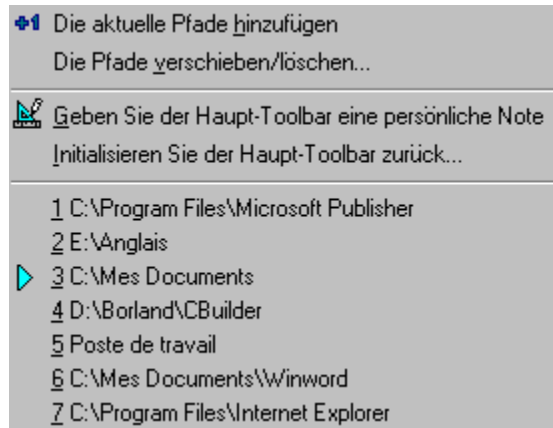 +1 Die aktuelle Pfade hinzufügen
Die Pfade verschieben/löschen...
Geben Sie der Haupt-Toolbar eine persönliche Note
Initialisieren Sie der Haupt-Toolbar zurück...
1 C:\Program Files\Microsoft Publisher
2 E:\Anglais
3 C:\Mes Documents
4 D:\Borland\CBuilder
5 Poste de travail
6 C:\Mes Documents\Winword
7 C:\Program Files\Internet Explorer